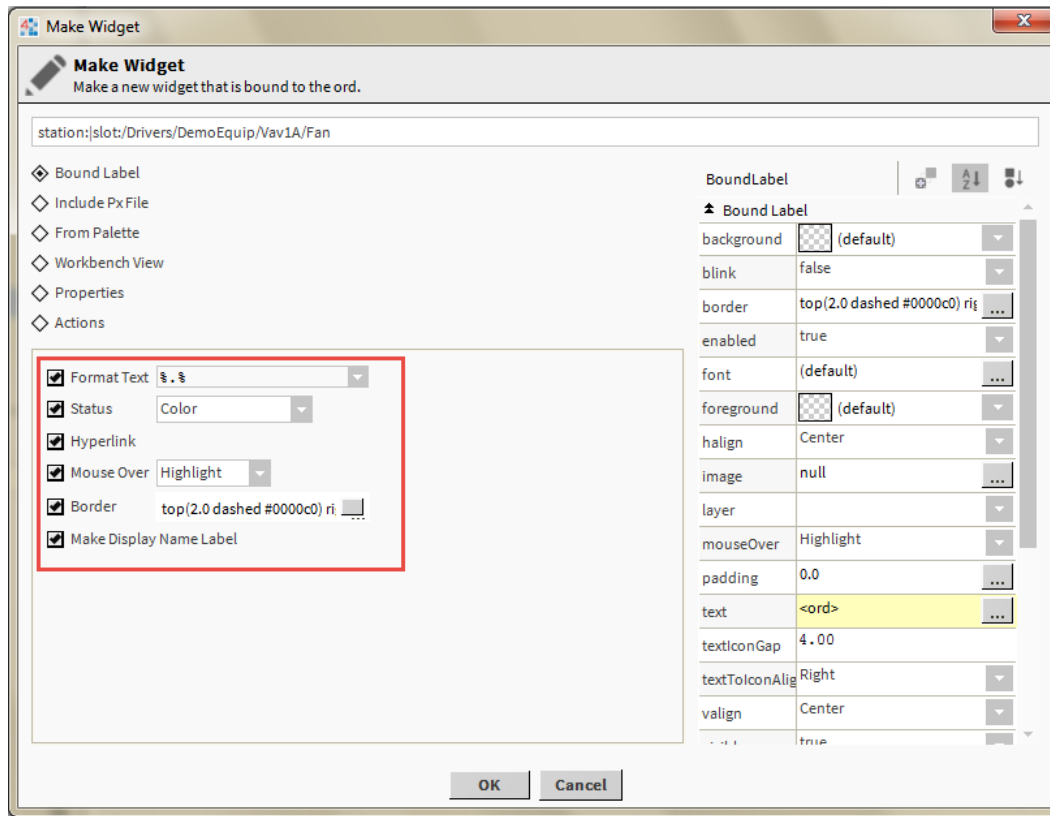 Make Widget
Make Widget
Make a new widget that is bound to the ord.
station:|slot:/Drivers/DemoEquip/Vav1A/Fan
Bound Label
Include Px File
From Palette
Workbench View
Properties
Actions
Format Text %.%
Status Color
Hyperlink
Mouse Over Highlight
Border top(2.0 dashed #0000c0) ri ...
Make Display Name Label
BoundLabel
Bound Label
background (default)
blink false
border top(2.0 dashed #0000c0) rig ...
enabled true
font (default) ...
foreground (default)
halign Center
image null ...
layer
mouseOver Highlight
padding 0.0 ...
text <ord> ...
textIconGap 4.00
textToIconAlig Right
valign Center
true
OK Cancel